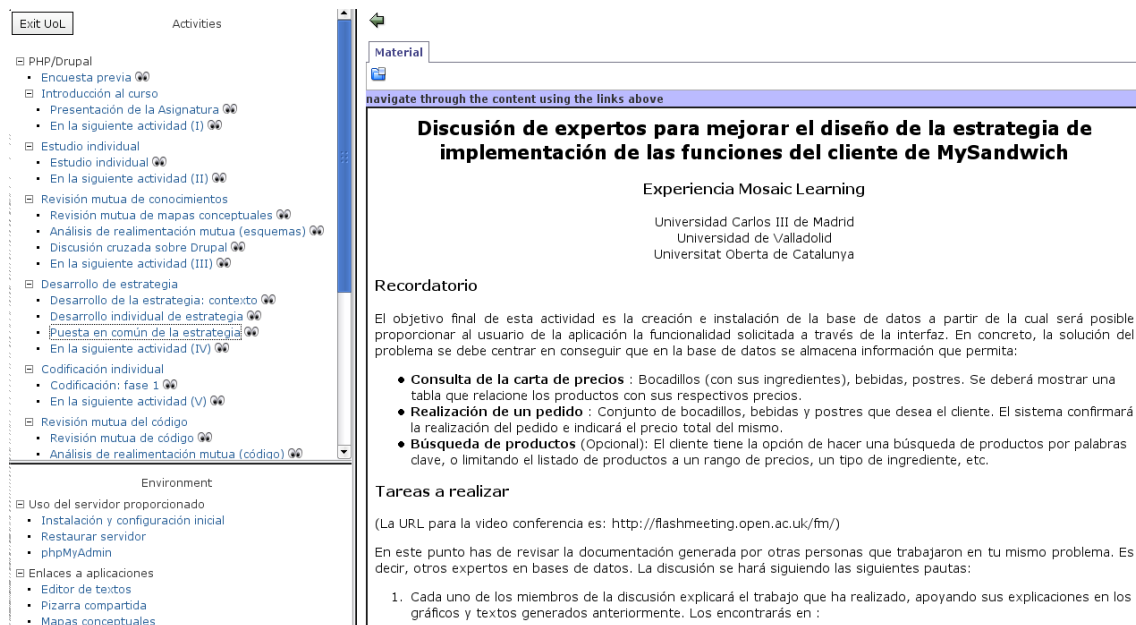 Exit UoL
Activities
PHP/Drupal
Encuesta previa
Introducción al curso
Presentación de la Asignatura
En la siguiente actividad (I)
Estudio individual
Estudio individual
En la siguiente actividad (II)
Revisión mutua de conocimientos
Revisión mutua de mapas conceptuales
Análisis de realimentación mutua (esquemas)
Discusión cruzada sobre Drupal
En la siguiente actividad (III)
Desarrollo de estrategia
Desarrollo de la estrategia: contexto
Desarrollo individual de estrategia
Puesta en común de la estrategia
En la siguiente actividad (IV)
Codificación individual
Codificación: fase 1
En la siguiente actividad (V)
Revisión mutua del código
Revisión mutua de código
Análisis de realimentación mutua (código)
Environment
Uso del servidor proporcionado
Instalación y configuración inicial
Restaurar servidor
phpMyAdmin
Enlaces a aplicaciones
Editor de textos
Pizarra compartida
Mapas conceptuales
Material
navigate through the content using the links above
Discusión de expertos para mejorar el diseño de la estrategia de
implementación de las funciones del cliente de MySandwich
Experiencia Mosaic Learning
Universidad Carlos III de Madrid
Universidad de Valladolid
Universitat Oberta de Catalunya
Recordatorio
El objetivo final de esta actividad es la creación e instalación de la base de datos a partir de la cual será posible
proporcionar al usuario de la aplicación la funcionalidad solicitada a través de la interfaz. En concreto, la solución del
problema se debe centrar en conseguir que en la base de datos se almacena información que permita:
● Consulta de la carta de precios : Bocadillos (con sus ingredientes), bebidas, postres. Se deberá mostrar una
tabla que relacione los productos con sus respectivos precios.
● Realización de un pedido : Conjunto de bocadillos, bebidas y postres que desea el cliente. El sistema confirmará
la realización del pedido e indicará el precio total del mismo.
● Búsqueda de productos (Opcional): El cliente tiene la opción de hacer una búsqueda de productos por palabras
clave, o limitando el listado de productos a un rango de precios, un tipo de ingrediente, etc.
Tareas a realizar
(La URL para la video conferencia es: http://flashmeeting.open.ac.uk/fm/)
En este punto has de revisar la documentación generada por otras personas que trabajaron en tu mismo problema. Es
decir, otros expertos en bases de datos. La discusión se hará siguiendo las siguientes pautas:
1. Cada uno de los miembros de la discusión explicará el trabajo que ha realizado, apoyando sus explicaciones en los
gráficos y textos generados anteriormente. Los encontrarás en :